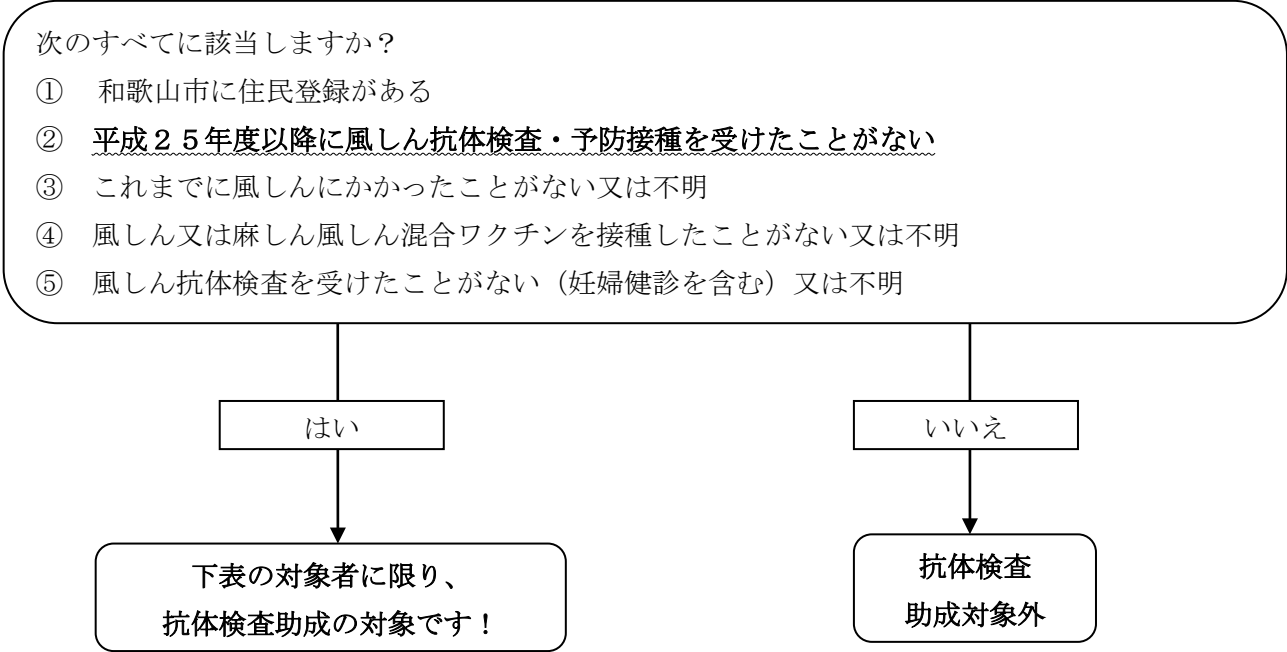 次のすべてに該当しますか？
① 和歌山市に住民登録がある
② 平成２５年度以降に風しん抗体検査・予防接種を受けたことがない
③ これまでに風しんにかかったことがない又は不明
④ 風しん又は麻しん風しん混合ワクチンを接種したことがない又は不明
⑤ 風しん抗体検査を受けたことがない（妊婦健診を含む）又は不明
はい
いいえ
下表の対象者に限り、
抗体検査助成の対象です！
抗体検査
助成対象外